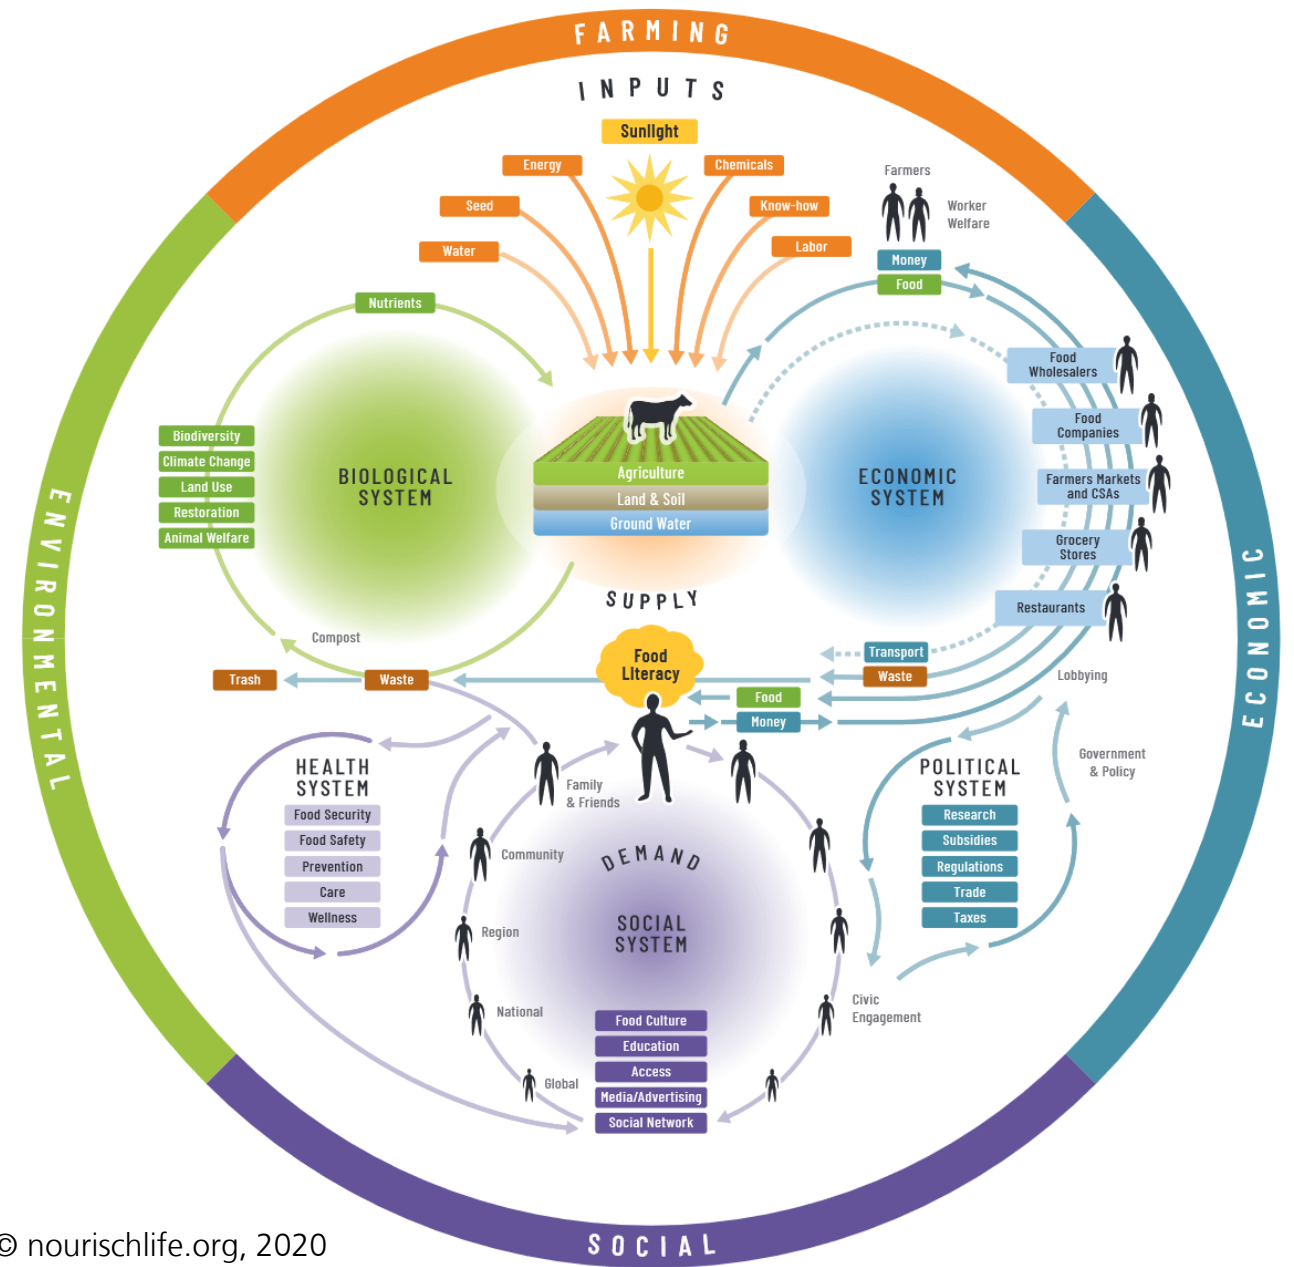 FARMING
INPUTS
Sunlight
Energy
Chemicals
Seed
Know-how
Water
Labor
Farmers
Worker
Welfare
Money
Food
Nutrients
Food
Wholesalers
Food
Companies
Farmers Markets
and CSAs
Grocery
Stores
Restaurants
Biodiversity
Climate Change
Land Use
Restoration
Animal Welfare
BIOLOGICAL
SYSTEM
Agriculture
Land & Soil
Ground Water
ECONOMIC
SYSTEM
ENVIRONMENTAL
ECONOMIC
SUPPLY
Compost
Food
Literacy
Transport
Trash
Waste
Waste
Food
Money
Lobbying
HEALTH
SYSTEM
Food Security
Food Safety
Prevention
Care
Wellness
Family
& Friends
Community
Region
National
Global
DEMAND
SOCIAL
SYSTEM
Food Culture
Education
Access
Media/Advertising
Social Network
POLITICAL
SYSTEM
Research
Subsidies
Regulations
Trade
Taxes
Government
& Policy
Civic
Engagement
SOCIAL
© nourischlife.org, 2020